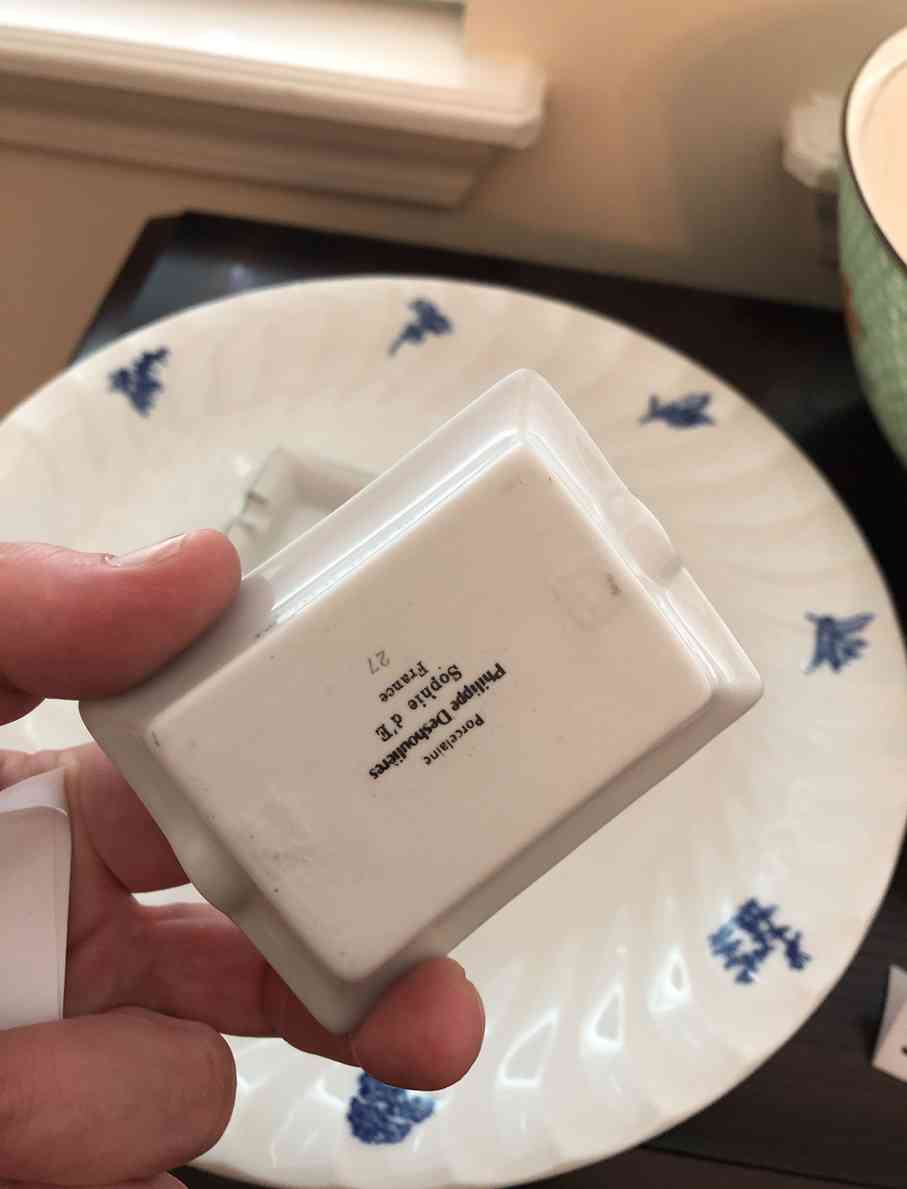 Porcelaine
Philippe Deshoulières
Sophie d'E
France
27